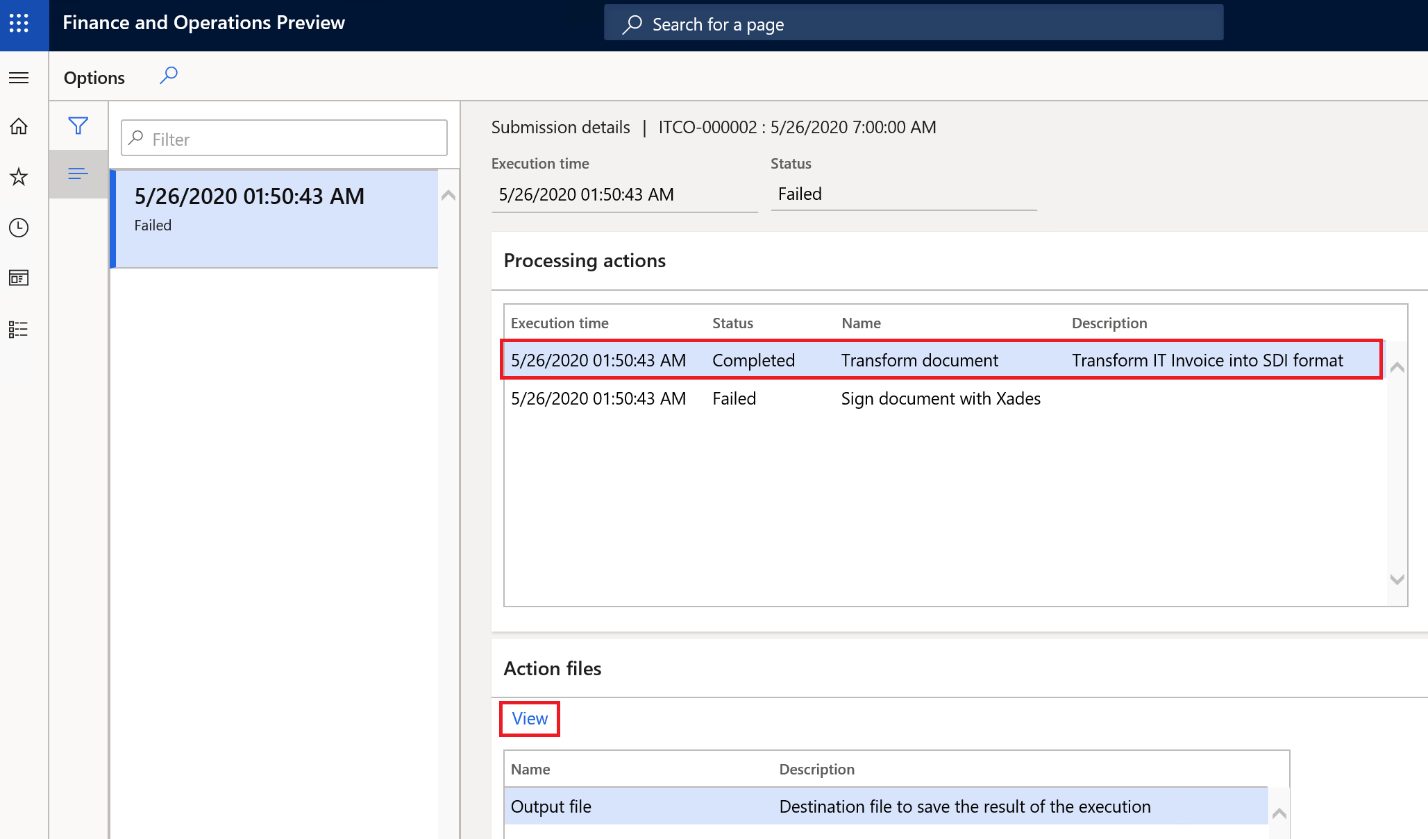 Finance and Operations Preview
Search for a page
Options
Filter
5/26/2020 01:50:43 AM
Failed
Submission details | ITCO-000002 : 5/26/2020 7:00:00 AM
Execution time Status
5/26/2020 01:50:43 AM Failed
Processing actions
Execution time Status Name Description
5/26/2020 01:50:43 AM Completed Transform document Transform IT Invoice into SDI format
5/26/2020 01:50:43 AM Failed Sign document with Xades
Action files
View
Name Description
Output file Destination file to save the result of the execution